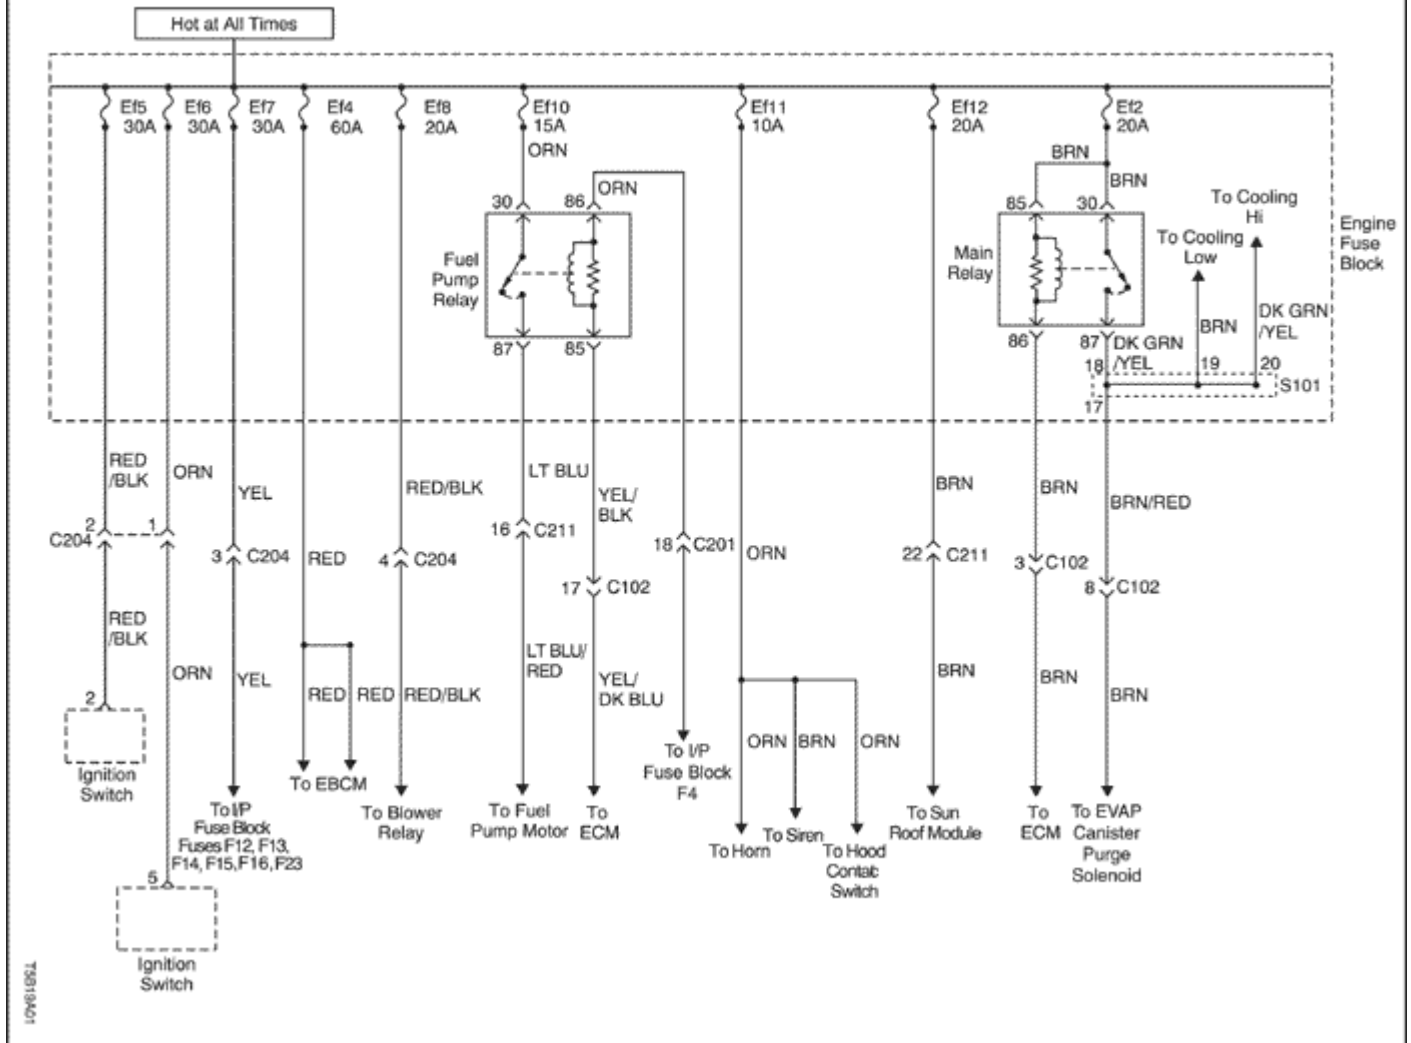 Hot at All Times
Ef5
30A
Ef6
30A
Ef7
30A
Ef4
60A
Ef8
20A
Ef10
15A
Ef11
10A
Ef12
20A
Ef2
20A
ORN
ORN
BRN
BRN
30
86
85
30
To Cooling
Hi
To Cooling
Low
Engine
Fuse
Block
Fuel
Pump
Relay
Main
Relay
DK GRN
/YEL
BRN
87
85
86
87
DK GRN
/YEL
18
19
20
S101
17
RED
/BLK
ORN
YEL
RED/BLK
LT BLU
YEL/
BLK
BRN
BRN
BRN/RED
2
1
C204
3
C204
RED
4
C204
16
C211
17
C102
18
C201
ORN
22
C211
3
C102
8
C102
RED
/BLK
ORN
YEL
RED
RED
RED/BLK
LT BLU/
RED
YEL/
DK BLU
BRN
BRN
BRN
2
Ignition
Switch
To I/P
Fuse Block
Fuses F12, F13,
F14, F15, F16, F23
To EBCM
To Blower
Relay
To Fuel
Pump Motor
To
ECM
To I/P
Fuse Block
F4
ORN
BRN
ORN
To Horn
To Siren
To Hood
Contac
Switch
To Sun
Roof Module
To
ECM
To EVAP
Canister
Purge
Solenoid
5
Ignition
Switch
T5B19A01